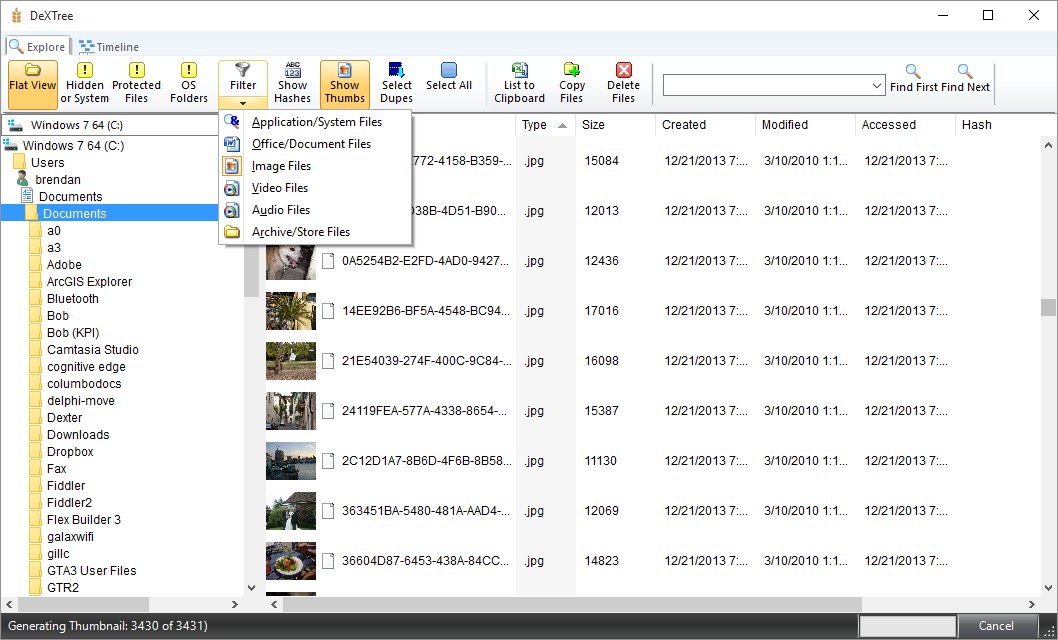 DeXTree
Explore Timeline
Flat View Hidden or System Protected Files OS Folders Filter Show Hashes Show Thumbs Select Dupes Select All List to Clipboard Copy Files Delete Files Find First Find Next
ABC
123
Windows 7 64 (C:)
Application/System Files
Office/Document Files
Image Files
Video Files
Audio Files
Archive/Store Files
Type Size Created Modified Accessed Hash
Windows 7 64 (C:)
Users
brendan
Documents
Documents
a0
a3
Adobe
ArcGIS Explorer
Bluetooth
Bob
Bob (KPI)
Camtasia Studio
cognitive edge
columbodocs
delphi-move
Dexter
Downloads
Dropbox
Fax
Fiddler
Fiddler2
Flex Builder 3
galaxwifi
gillc
GTA3 User Files
GTR2
772-4158-B359-... .jpg 15084 12/21/2013 7:... 3/10/2010 1:1... 12/21/2013 7:...
38B-4D51-B90... .jpg 12013 12/21/2013 7:... 3/10/2010 1:1... 12/21/2013 7:...
0A5254B2-E2FD-4AD0-9427... .jpg 12436 12/21/2013 7:... 3/10/2010 1:1... 12/21/2013 7:...
14EE92B6-BF5A-4548-BC94... .jpg 17016 12/21/2013 7:... 3/10/2010 1:1... 12/21/2013 7:...
21E54039-274F-400C-9C84-... .jpg 16098 12/21/2013 7:... 3/10/2010 1:1... 12/21/2013 7:...
24119FEA-577A-4338-8654-... .jpg 15387 12/21/2013 7:... 3/10/2010 1:1... 12/21/2013 7:...
2C12D1A7-8B6D-4F6B-8B58... .jpg 11130 12/21/2013 7:... 3/10/2010 1:1... 12/21/2013 7:...
363451BA-5480-481A-AAD4-... .jpg 12069 12/21/2013 7:... 3/10/2010 1:1... 12/21/2013 7:...
36604D87-6453-438A-84CC... .jpg 14823 12/21/2013 7:... 3/10/2010 1:1... 12/21/2013 7:...
Generating Thumbnail: 3430 of 3431) Cancel